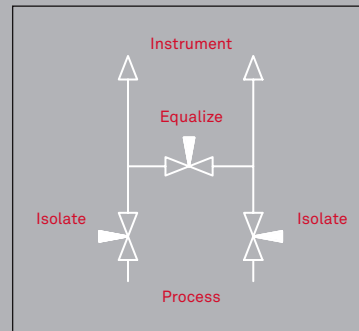 Instrument
Equalize
Isolate
Isolate
Process